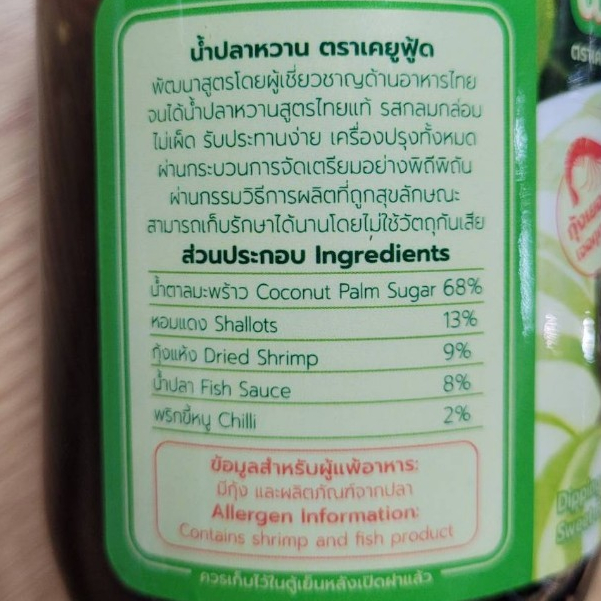 น้ำปลาหวาน ตราเคยูฟู้ด
พัฒนาสูตรโดยผู้เชี่ยวชาญด้านอาหารไทย
จนได้น้ำปลาหวานสูตรไทยแท้ รสกลมกล่อม
ไม่เผ็ด รับประทานง่าย เครื่องปรุงทั้งหมด
ผ่านกระบวนการจัดเตรียมอย่างพิถีพิถัน
ผ่านกรรมวิธีการผลิตที่ถูกสุขลักษณะ
สามารถเก็บรักษาได้นานโดยไม่ใช้วัตถุกันเสีย
ส่วนประกอบ Ingredients
น้ำตาลมะพร้าว Coconut Palm Sugar 68%
หอมแดง Shallots 13%
กุ้งแห้ง Dried Shrimp 9%
น้ำปลา Fish Sauce 8%
พริกขี้หนู Chilli 2%
ข้อมูลสำหรับผู้แพ้อาหาร:
มีกุ้ง และผลิตภัณฑ์จากปลา
Allergen Information:
Contains shrimp and fish product
ควรเก็บไว้ในตู้เย็นหลังเปิดฝาแล้ว